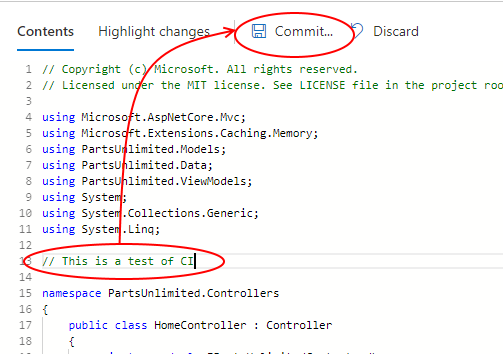 Contents Highlight changes Commit... Discard
1 // Copyright (c) Microsoft. All rights reserved.
2 // Licensed under the MIT license. See LICENSE file in the project
3
4 using Microsoft.AspNetCore.Mvc;
5 using Microsoft.Extensions.Caching.Memory;
6 using PartsUnlimited.Models;
7 using PartsUnlimited.Data;
8 using PartsUnlimited.ViewModels;
9 using System;
10 using System.Collections.Generic;
11 using System.Linq;
12
13 // This is a test of CI
14
15 namespace PartsUnlimited.Controllers
16 {
17 public class HomeController : Controller
18 {